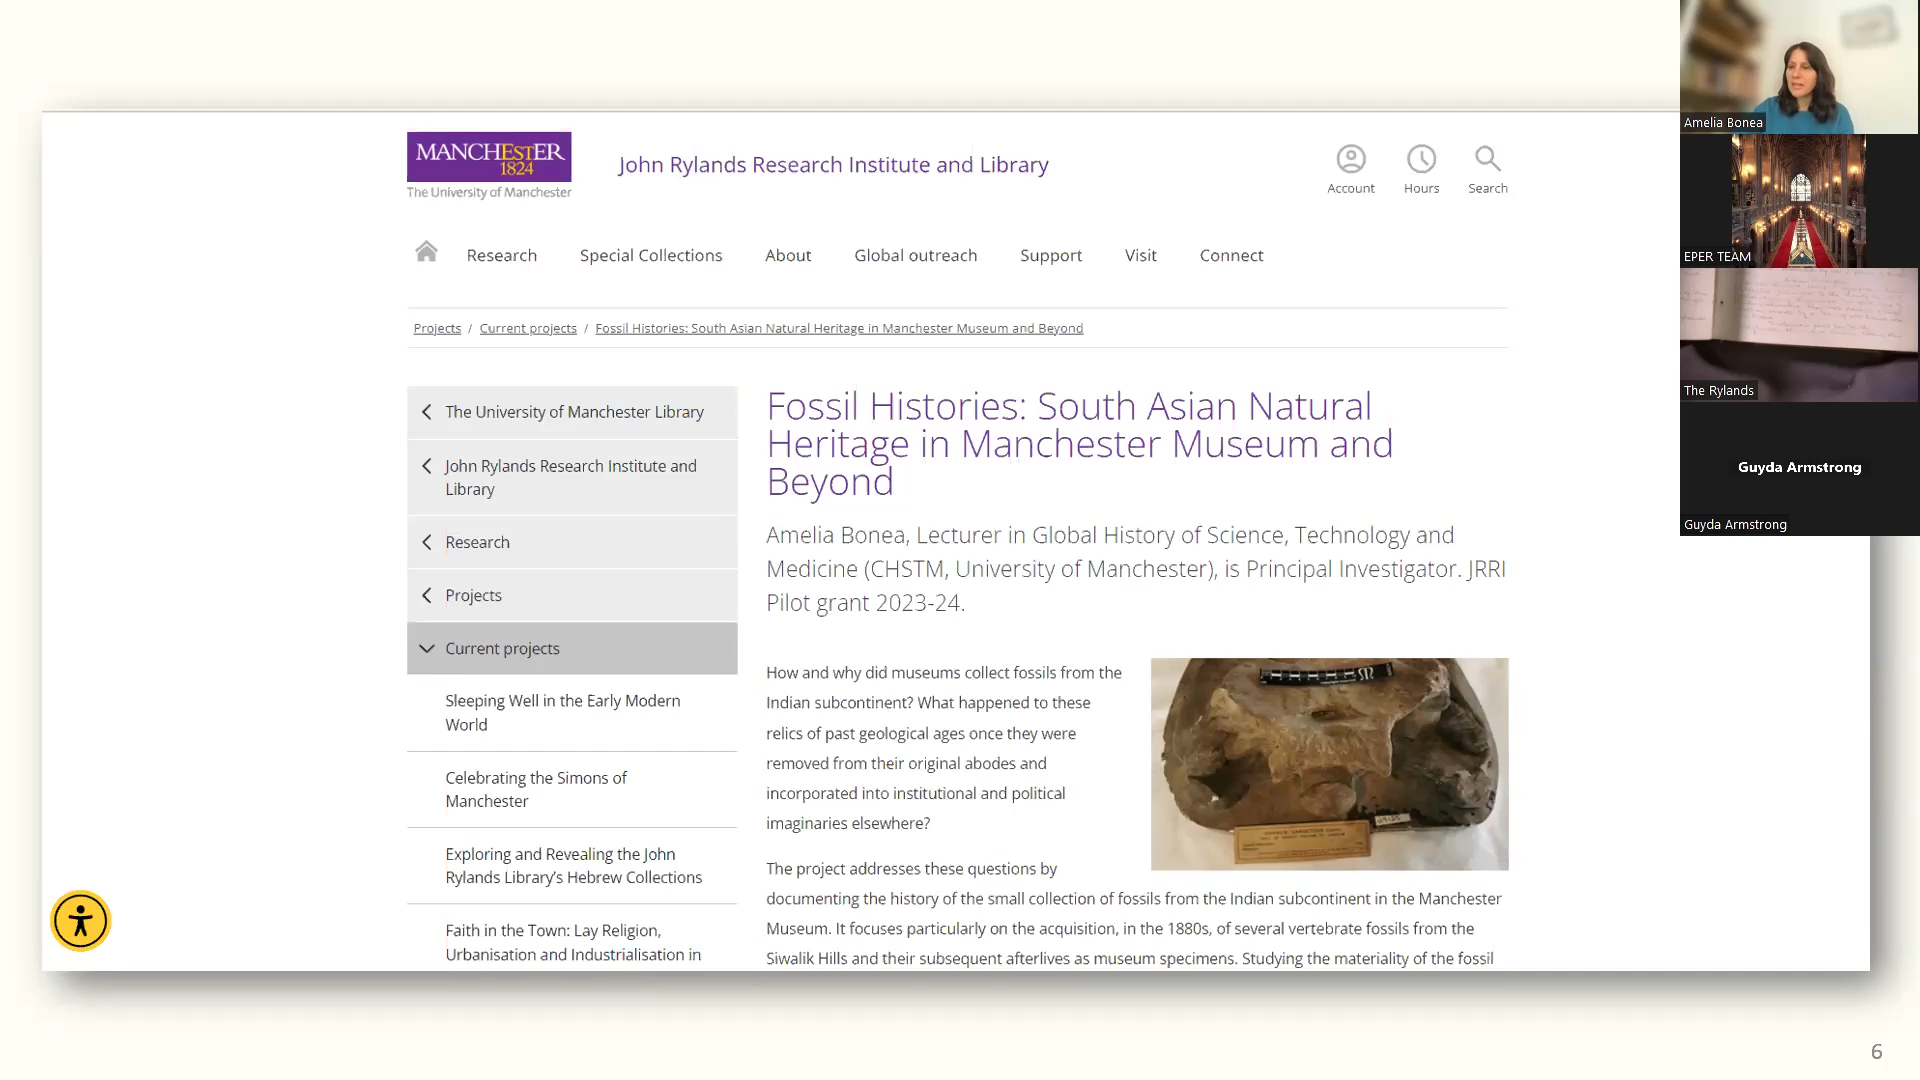 MANCHESTER
1824
The University of Manchester
John Rylands Research Institute and Library
Account
Hours
Search
Research
Special Collections
About
Global outreach
Support
Visit
Connect
Projects / Current projects / Fossil Histories: South Asian Natural Heritage in Manchester Museum and Beyond
The University of Manchester Library
John Rylands Research Institute and
Library
Research
Projects
Current projects
Sleeping Well in the Early Modern
World
Celebrating the Simons of
Manchester
Exploring and Revealing the John
Rylands Library's Hebrew Collections
Faith in the Town: Lay Religion,
Urbanisation and Industrialisation in
Fossil Histories: South Asian Natural
Heritage in Manchester Museum and
Beyond
Amelia Bonea, Lecturer in Global History of Science, Technology and
Medicine (CHSTM, University of Manchester), is Principal Investigator. JRRI
Pilot grant 2023-24.
How and why did museums collect fossils from the
Indian subcontinent? What happened to these
relics of past geological ages once they were
removed from their original abodes and
incorporated into institutional and political
imaginaries elsewhere?
The project addresses these questions by
documenting the history of the small collection of fossils from the Indian subcontinent in the Manchester
Museum. It focuses particularly on the acquisition, in the 1880s, of several vertebrate fossils from the
Siwalik Hills and their subsequent afterlives as museum specimens. Studying the materiality of the fossil
Amelia Bonea
EPER TEAM
The Rylands
Guyda Armstrong
Guyda Armstrong
6